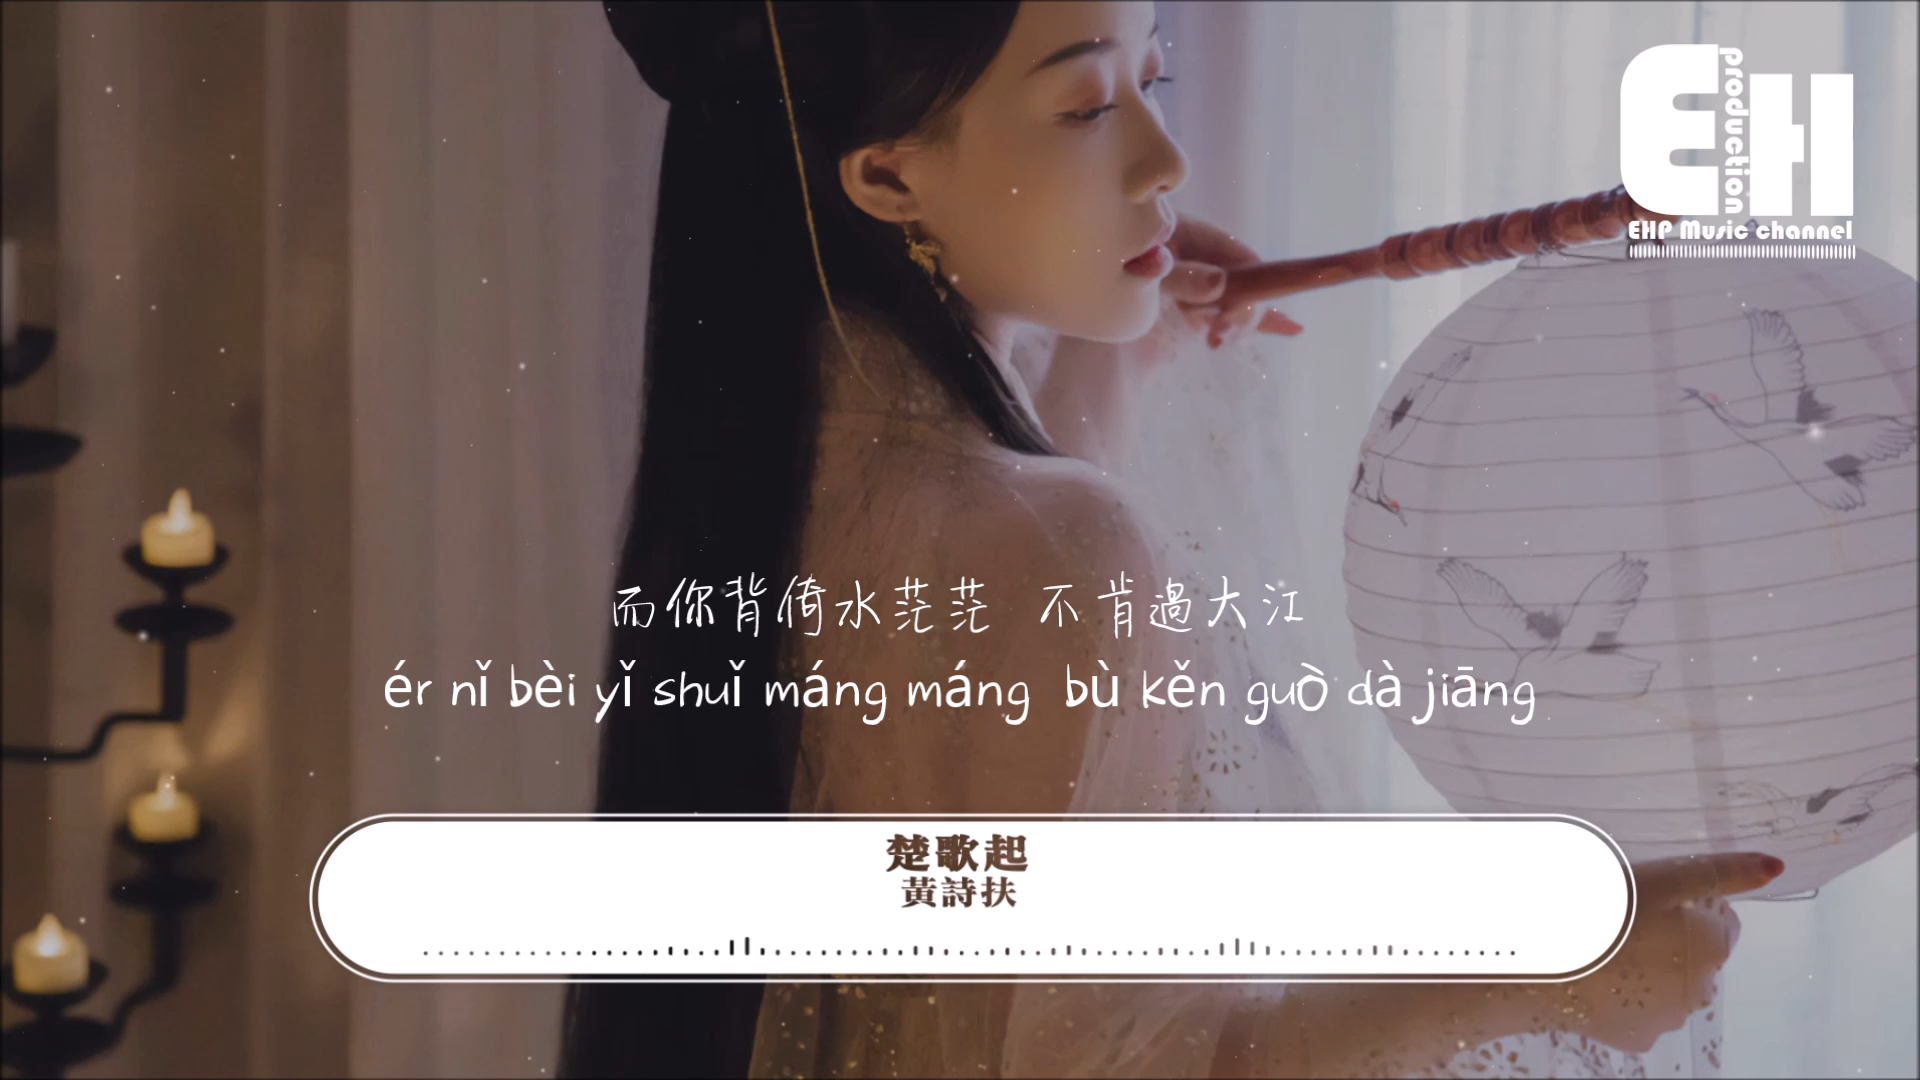 EH
production
EHP Music channel
而你背倚水茫茫 不肯過大江
ér nǐ bèi yǐ shuǐ máng máng bù kěn guò dà jiāng
楚歌起
黃詩扶